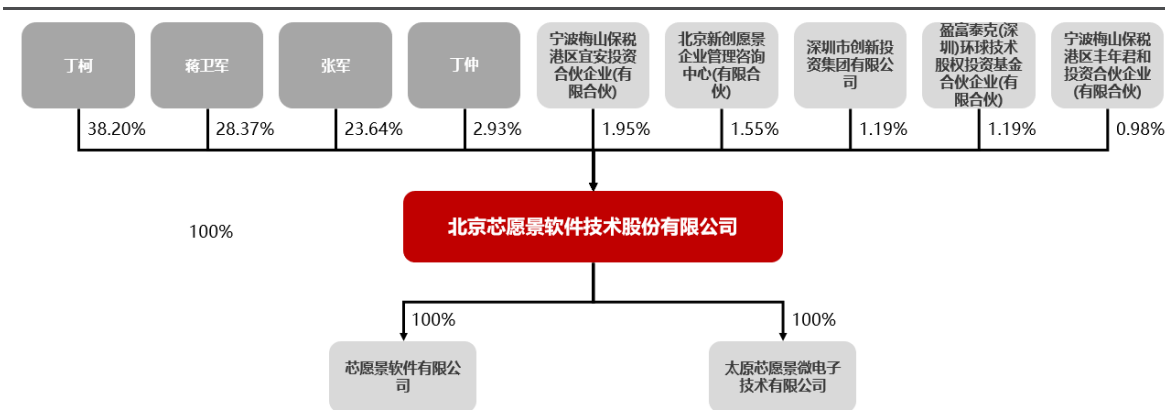 丁柯
蒋卫军
张军
丁仲
宁波梅山保税
港区宜安投资
合伙企业(有
限合伙)
北京新创愿景
企业管理咨询
中心(有限合
伙)
深圳市创新投
资集团有限公
司
盈富泰克(深
圳)环球技术
股权投资基金
合伙企业(有
限合伙)
宁波梅山保税
港区丰年君和
投资合伙企业
(有限合伙)
38.20%
28.37%
23.64%
2.93%
1.95%
1.55%
1.19%
1.19%
0.98%
100%
北京芯愿景软件技术股份有限公司
100%
100%
芯愿景软件有限公
司
太原芯愿景微电子
技术有限公司